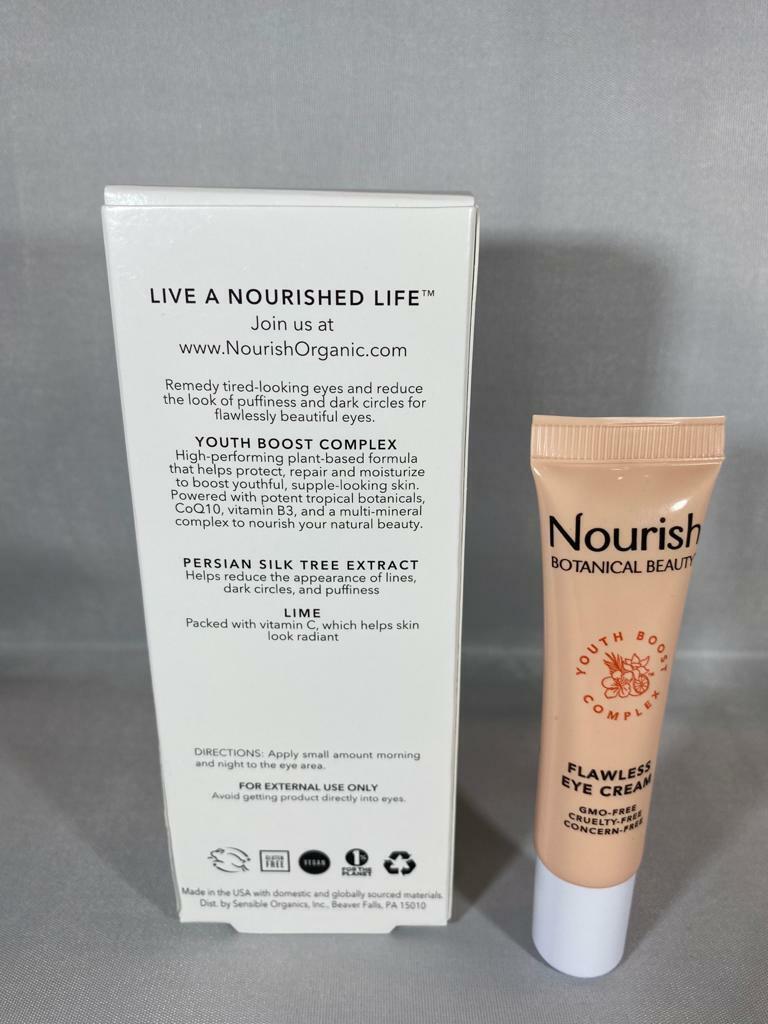 LIVE A NOURISHED LIFE™
Join us at
www.NourishOrganic.com
Remedy tired-looking eyes and reduce
the look of puffiness and dark circles for
flawlessly beautiful eyes.
YOUTH BOOST COMPLEX
High-performing plant-based formula
that helps protect, repair and moisturize
to boost youthful, supple-looking skin.
Powered with potent tropical botanicals,
CoQ10, vitamin B3, and a multi-mineral
complex to nourish your natural beauty.
PERSIAN SILK TREE EXTRACT
Helps reduce the appearance of lines,
dark circles, and puffiness
LIME
Packed with vitamin C, which helps skin
look radiant
DIRECTIONS: Apply small amount morning
and night to the eye area.
FOR EXTERNAL USE ONLY
Avoid getting product directly into eyes.
GLUTEN
FREE
VEGAN
1%
FOR THE
PLANET
Made in the USA with domestic and globally sourced materials.
Dist. by Sensible Organics, Inc., Beaver Falls, PA 15010
Nourish
BOTANICAL BEAUTY
YOUTH BOOST
COMPLEX
FLAWLESS
EYE CREAM
GMO-FREE
CRUELTY-FREE
CONCERN-FREE